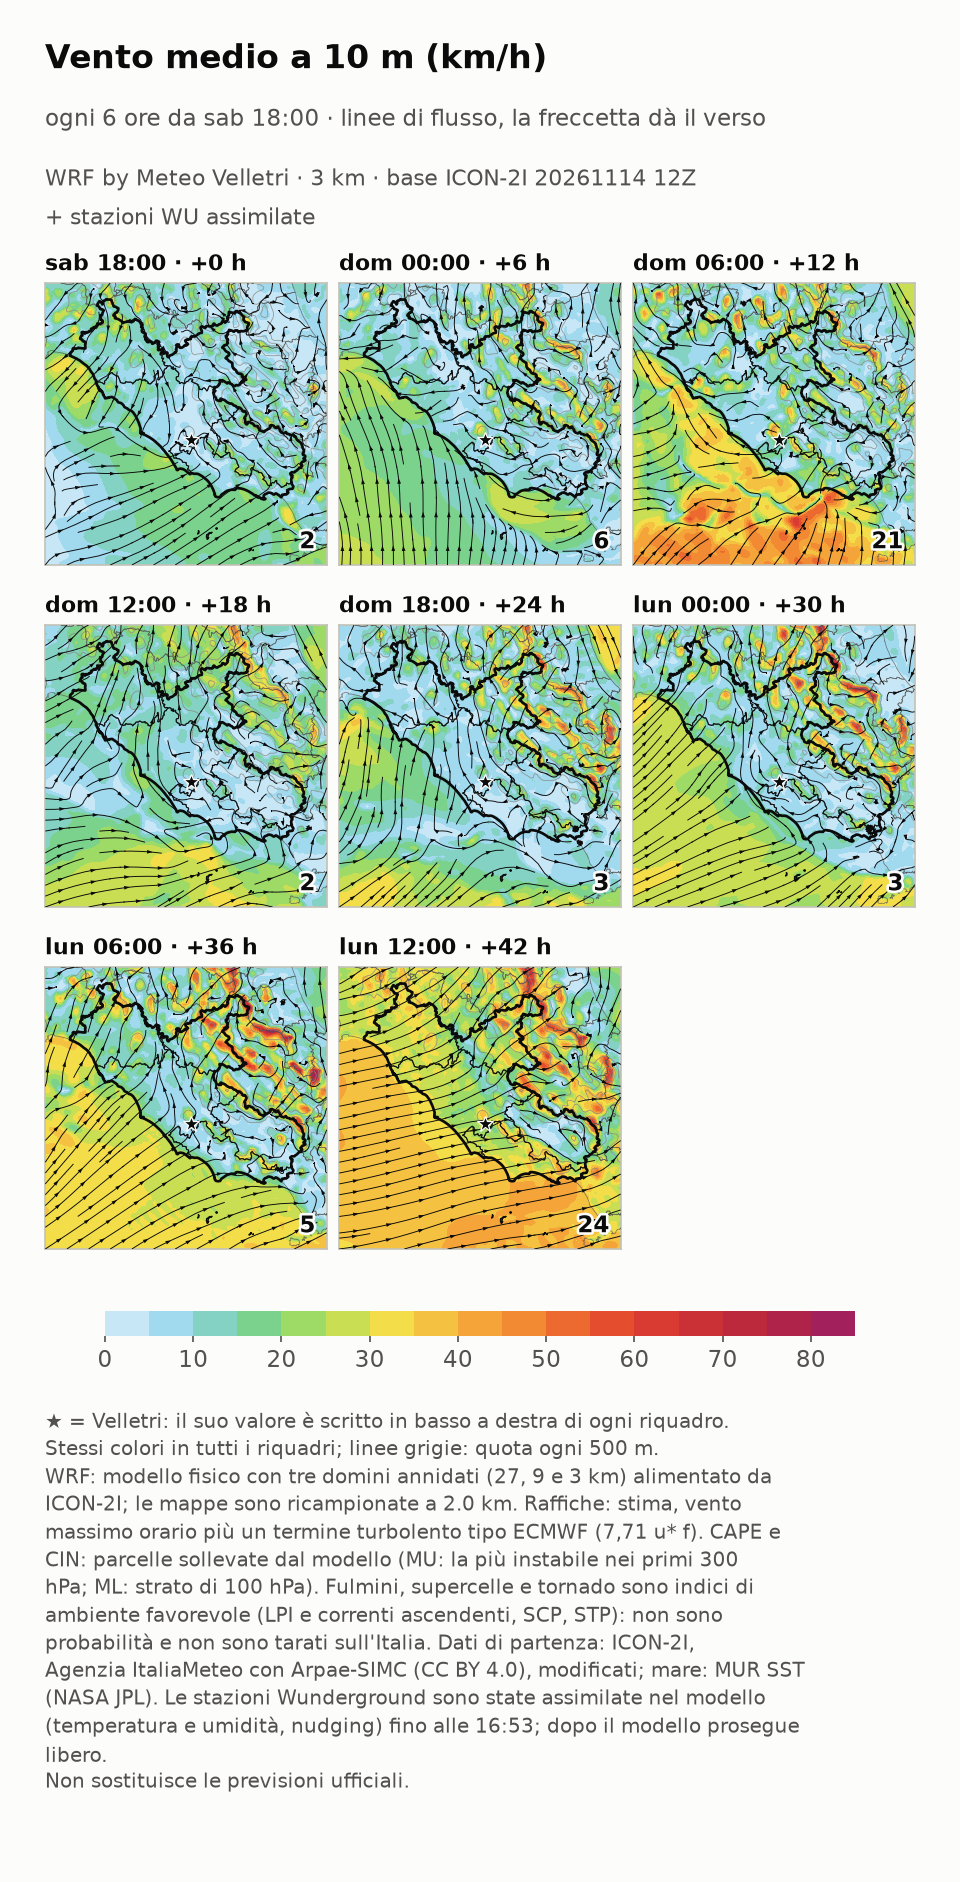 Vento medio a 10 m (km/h)
ogni 6 ore da sab 18:00 · linee di flusso, la freccetta dà il verso
WRF by Meteo Velletri · 3 km · base ICON-2I 20261114 12Z
+ stazioni WU assimilate
sab 18:00 · +0 h
dom 00:00 · +6 h
dom 06:00 · +12 h
2
6
21
dom 12:00 · +18 h
dom 18:00 · +24 h
lun 00:00 · +30 h
2
3
3
lun 06:00 · +36 h
lun 12:00 · +42 h
5
24
0 10 20 30 40 50 60 70 80
★ = Velletri: il suo valore è scritto in basso a destra di ogni riquadro.
Stessi colori in tutti i riquadri; linee grigie: quota ogni 500 m.
WRF: modello fisico con tre domini annidati (27, 9 e 3 km) alimentato da
ICON-2I; le mappe sono ricampionate a 2.0 km. Raffiche: stima, vento
massimo orario più un termine turbolento tipo ECMWF (7,71 u* f). CAPE e
CIN: parcelle sollevate dal modello (MU: la più instabile nei primi 300
hPa; ML: strato di 100 hPa). Fulmini, supercelle e tornado sono indici di
ambiente favorevole (LPI e correnti ascendenti, SCP, STP): non sono
probabilità e non sono tarati sull'Italia. Dati di partenza: ICON-2I,
Agenzia ItaliaMeteo con Arpae-SIMC (CC BY 4.0), modificati; mare: MUR SST
(NASA JPL). Le stazioni Wunderground sono state assimilate nel modello
(temperatura e umidità, nudging) fino alle 16:53; dopo il modello prosegue
libero.
Non sostituisce le previsioni ufficiali.